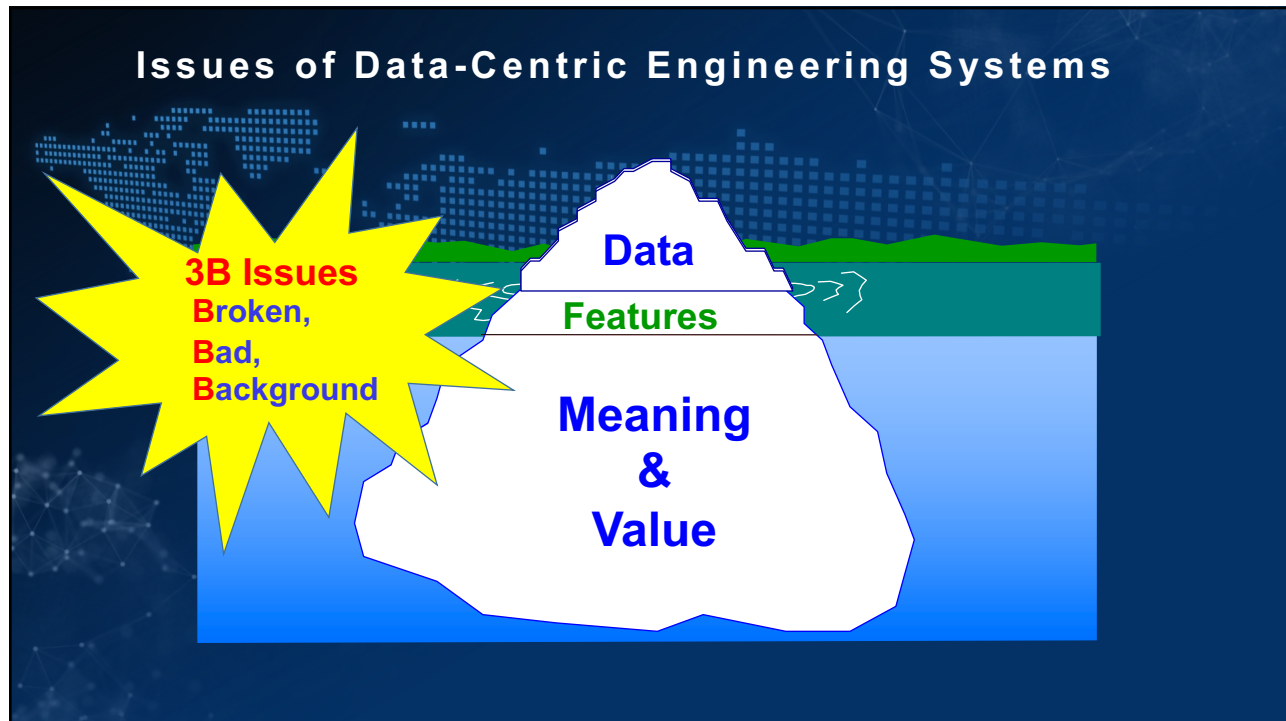 Issues of Data-Centric Engineering Systems
3B Issues
Broken,
Bad,
Background
Data
Features
Meaning
&
Value